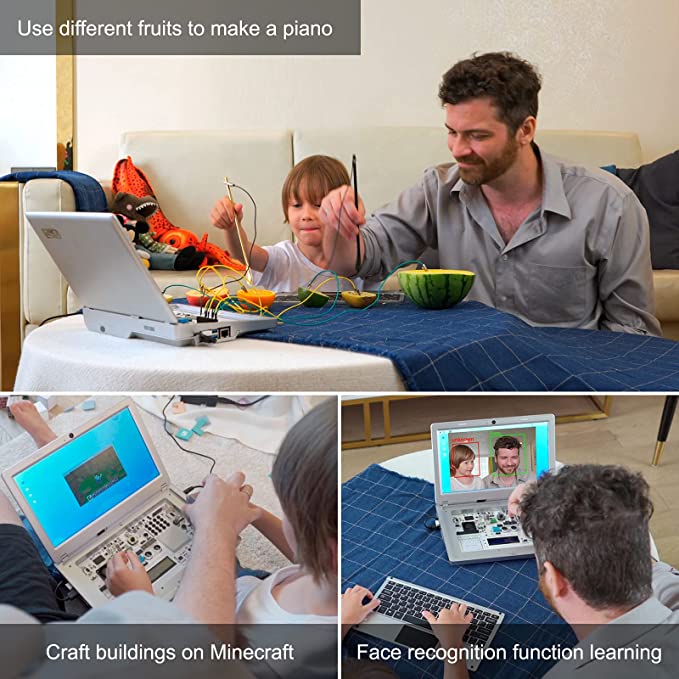 Use different fruits to make a piano
Craft buildings on Minecraft
Face recognition function learning